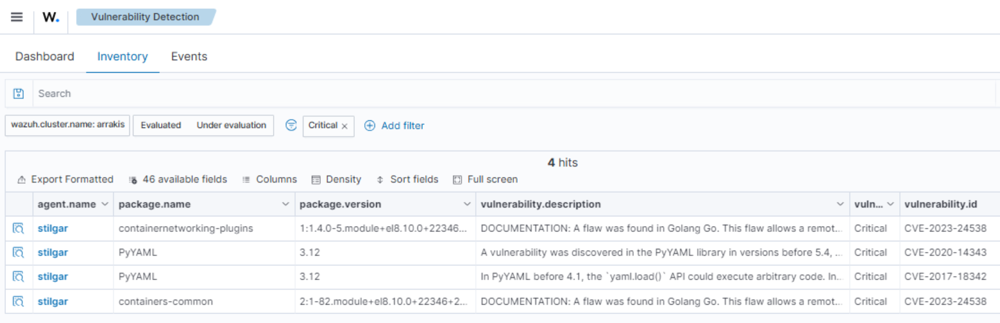 W. Vulnerability Detection
Dashboard Inventory Events
Search
wazuh.cluster.name: arrakis Evaluated Under evaluation Critical × Add filter
4 hits
Export Formatted 46 available fields Columns Density Sort fields Full screen
agent.name package.name package.version vulnerability.description vuln... vulnerability.id
stilgar containernetworking-plugins 1:1.4.0-5.module+el8.10.0+22346... DOCUMENTATION: A flaw was found in Golang Go. This flaw allows a remot... Critical CVE-2023-24538
stilgar PyYAML 3.12 A vulnerability was discovered in the PyYAML library in versions before 5.4, ... Critical CVE-2020-14343
stilgar PyYAML 3.12 In PyYAML before 4.1, the `yaml.load()` API could execute arbitrary code. In... Critical CVE-2017-18342
stilgar containers-common 2:1-82.module+el8.10.0+22346+2... DOCUMENTATION: A flaw was found in Golang Go. This flaw allows a remot... Critical CVE-2023-24538